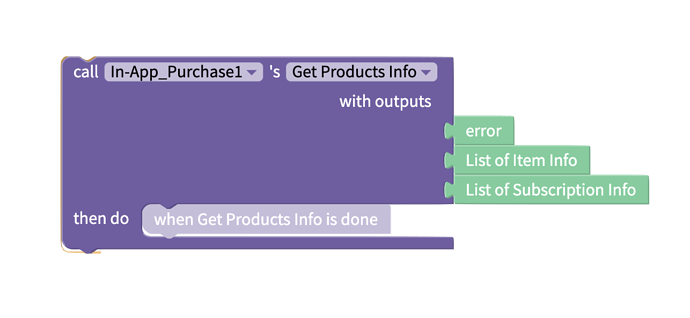 call In-App_Purchase1 's Get Products Info
with outputs
error
List of Item Info
List of Subscription Info
then do when Get Products Info is done